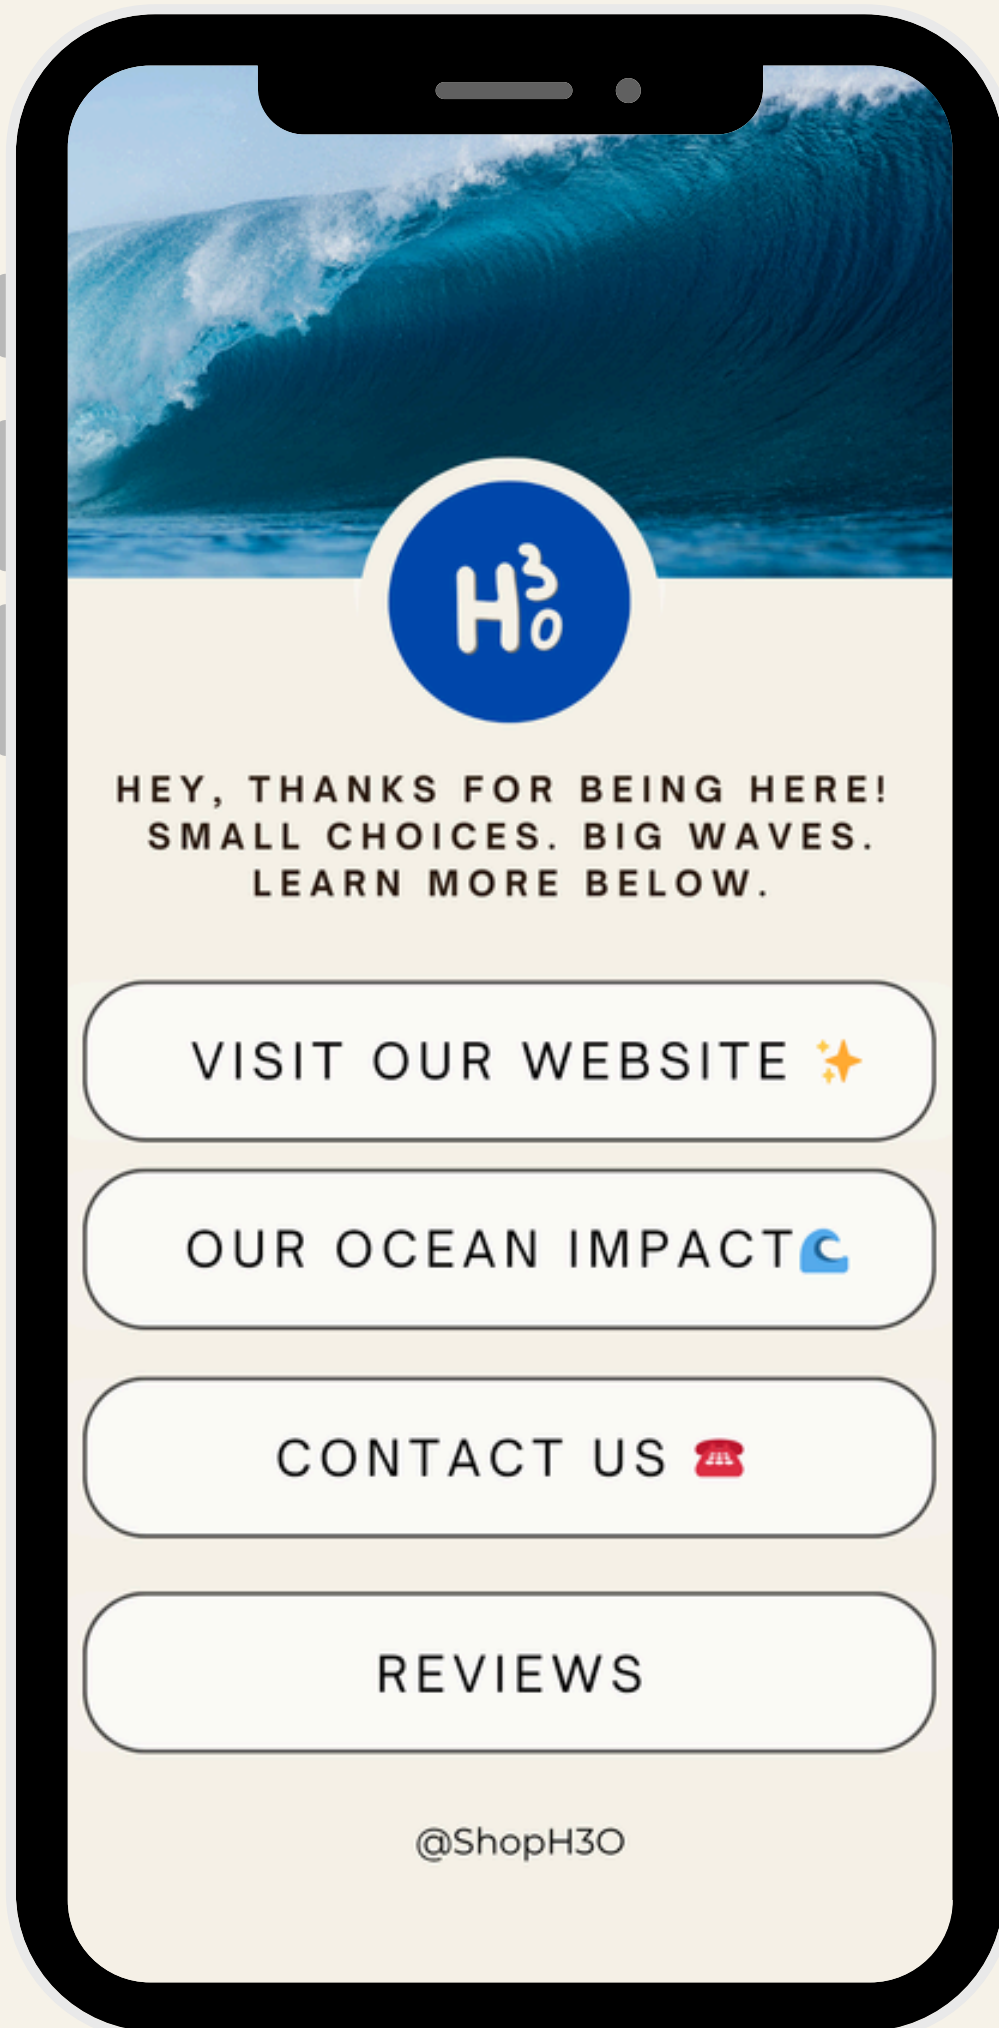 H3O
HEY, THANKS FOR BEING HERE!
SMALL CHOICES. BIG WAVES.
LEARN MORE BELOW.
VISIT OUR WEBSITE ✨
OUR OCEAN IMPACT🌊
CONTACT US ☎️
REVIEWS
@ShopH3O